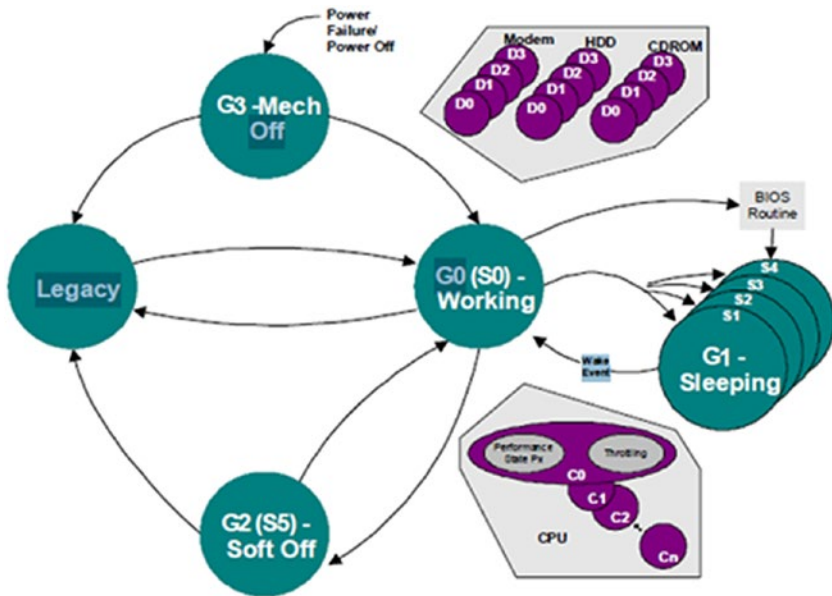 Power
Failure/
Power Off
G3 -Mech
Off
Modem
D3
D2
D1
D0
HDD
D3
D2
D1
D0
CDROM
D3
D2
D1
D0
BIOS
Routine
Legacy
G0 (S0) -
Working
S4
S3
S2
S1
G1 -
Sleeping
Wake
Event
Performance
State Px
Throttling
C0
C1
C2
Cn
CPU
G2 (S5) -
Soft Off